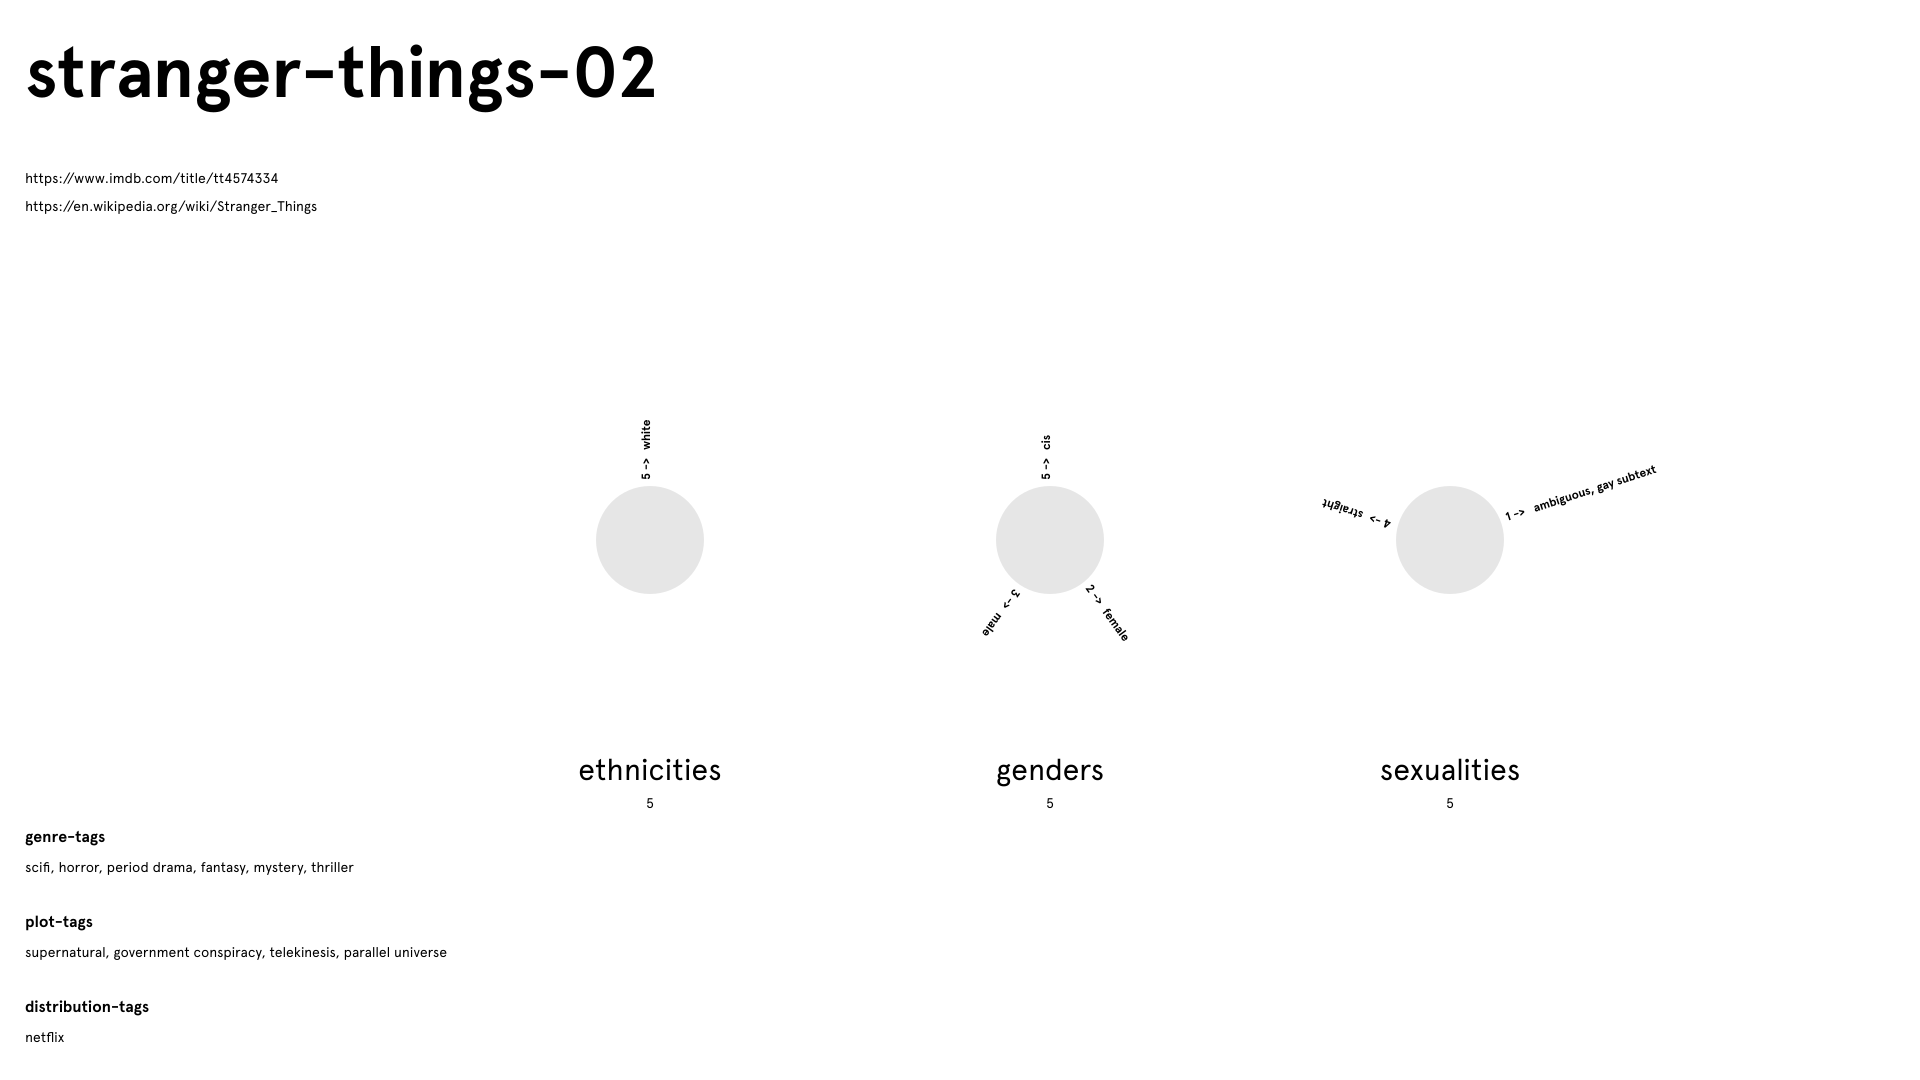 stranger-things-02
https://www.imdb.com/title/tt4574334
https://en.wikipedia.org/wiki/Stranger_Things
5 -> white
5 -> cis
2 -> female
3 -> male
1 -> ambiguous, gay subtext
4 -> straight
ethnicities
5
genders
5
sexualities
5
genre-tags
scifi, horror, period drama, fantasy, mystery, thriller
plot-tags
supernatural, government conspiracy, telekinesis, parallel universe
distribution-tags
netflix